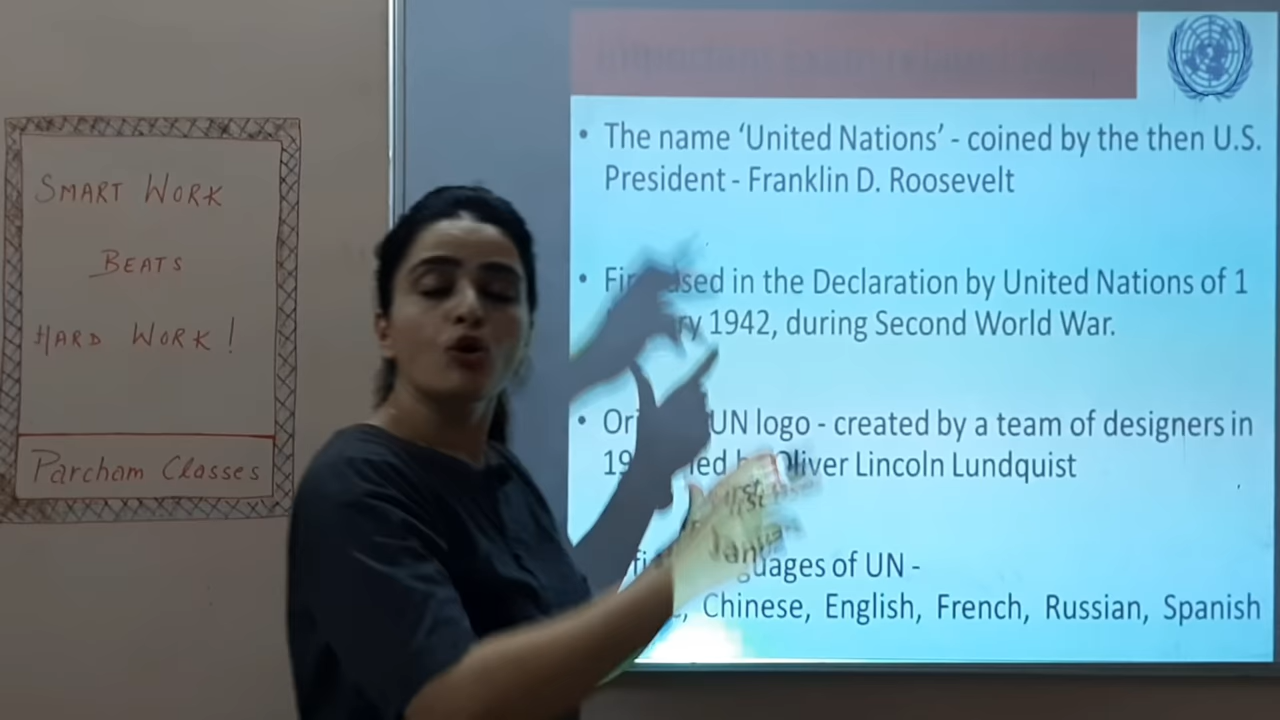 SMART WORK
BEATS
HARD WORK!
Parcham Classes
• The name ‘United Nations’ - coined by the then U.S.
President - Franklin D. Roosevelt
• in the Declaration by United Nations of 1
1942, during Second World War.
• UN logo - created by a team of designers in
Oliver Lincoln Lundquist
of UN -
Chinese, English, French, Russian, Spanish